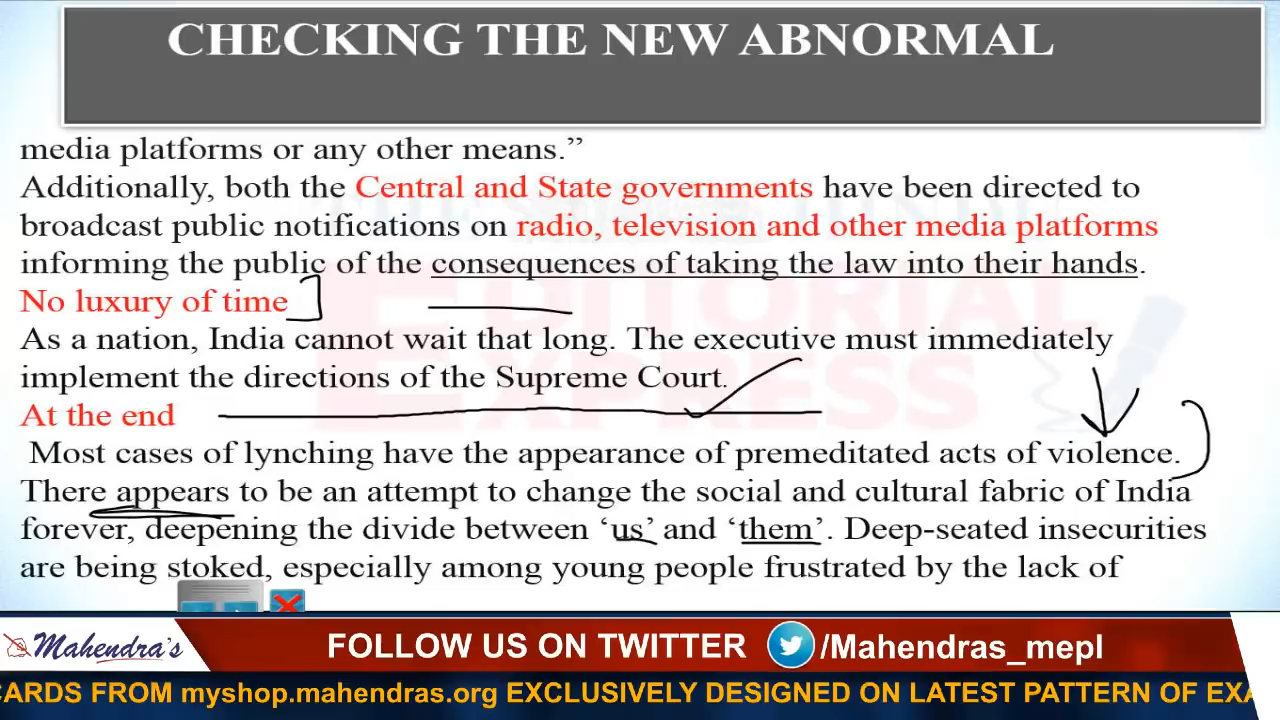 CHECKING THE NEW ABNORMAL
media platforms or any other means.”
Additionally, both the Central and State governments have been directed to
broadcast public notifications on radio, television and other media platforms
informing the public of the consequences of taking the law into their hands.
No luxury of time
As a nation, India cannot wait that long. The executive must immediately
implement the directions of the Supreme Court.
At the end
Most cases of lynching have the appearance of premeditated acts of violence.
There appears to be an attempt to change the social and cultural fabric of India
forever, deepening the divide between ‘us’ and ‘them’. Deep-seated insecurities
are being stoked, especially among young people frustrated by the lack of
EDITORIAL
EXPRESS
Mahendra's
FOLLOW US ON TWITTER /Mahendras_mepl
CARDS FROM myshop.mahendras.org EXCLUSIVELY DESIGNED ON LATEST PATTERN OF EXA